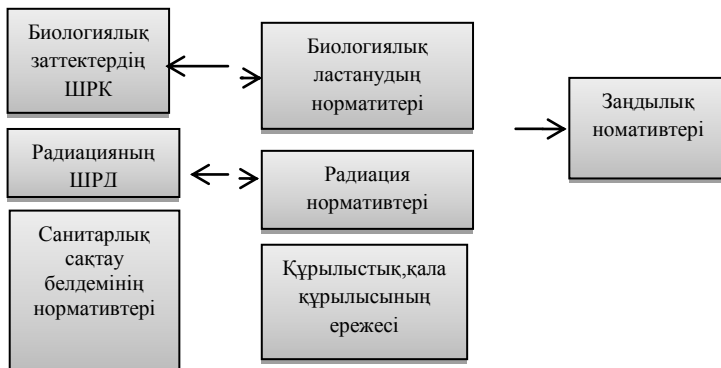 Биологиялық
заттектердің
ШРК
Биологиялық
ластанудың
норматитері
Заңдылық
номативтері
Радиацияның
ШРД
Радиация
нормативтері
Санитарлық
сақтау
белдемінің
нормативтері
Құрылыстық,қала
құрылысының
ережесі